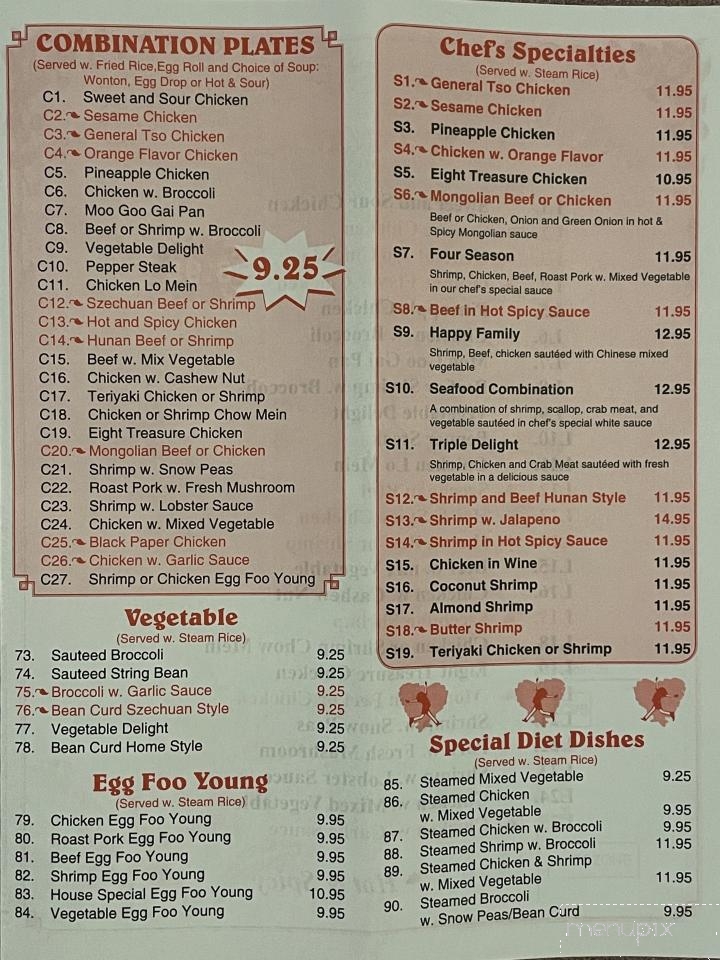 COMBINATION PLATES
(Served w. Fried Rice,Egg Roll and Choice of Soup:
Wonton, Egg Drop or Hot & Sour)
C1. Sweet and Sour Chicken
C2. Sesame Chicken
C3. General Tso Chicken
C4. Orange Flavor Chicken
C5. Pineapple Chicken
C6. Chicken w. Broccoli
C7. Moo Goo Gai Pan
C8. Beef or Shrimp w. Broccoli
C9. Vegetable Delight
C10. Pepper Steak
C11. Chicken Lo Mein
9.25
C12. Szechuan Beef or Shrimp
C13. Hot and Spicy Chicken
C14. Hunan Beef or Shrimp
C15. Beef w. Mix Vegetable
C16. Chicken w. Cashew Nut
C17. Teriyaki Chicken or Shrimp
C18. Chicken or Shrimp Chow Mein
C19. Eight Treasure Chicken
C20. Mongolian Beef or Chicken
C21. Shrimp w. Snow Peas
C22. Roast Pork w. Fresh Mushroom
C23. Shrimp w. Lobster Sauce
C24. Chicken w. Mixed Vegetable
C25. Black Paper Chicken
C26. Chicken w. Garlic Sauce
C27. Shrimp or Chicken Egg Foo Young
Vegetable
(Served w. Steam Rice)
73. Sauteed Broccoli 9.25
74. Sauteed String Bean 9.25
75. Broccoli w. Garlic Sauce 9.25
76. Bean Curd Szechuan Style 9.25
77. Vegetable Delight 9.25
78. Bean Curd Home Style 9.25
Egg Foo Young
(Served w. Steam Rice)
79. Chicken Egg Foo Young 9.95
80. Roast Pork Egg Foo Young 9.95
81. Beef Egg Foo Young 9.95
82. Shrimp Egg Foo Young 9.95
83. House Special Egg Foo Young 10.95
84. Vegetable Egg Foo Young 9.95
Chef's Specialties
(Served w. Steam Rice)
S1. General Tso Chicken 11.95
S2. Sesame Chicken 11.95
S3. Pineapple Chicken 11.95
S4. Chicken w. Orange Flavor 11.95
S5. Eight Treasure Chicken 10.95
S6. Mongolian Beef or Chicken 11.95
Beef or Chicken, Onion and Green Onion in hot &
Spicy Mongolian sauce
S7. Four Season 11.95
Shrimp, Chicken, Beef, Roast Pork w. Mixed Vegetable
in our chef's special sauce
S8. Beef in Hot Spicy Sauce 11.95
S9. Happy Family 12.95
Shrimp, Beef, chicken sautéed with Chinese mixed
vegetable
S10. Seafood Combination 12.95
A combination of shrimp, scallop, crab meat, and
vegetable sautéed in chef's special white sauce
S11. Triple Delight 12.95
Shrimp, Chicken and Crab Meat sautéed with fresh
vegetable in a delicious sauce
S12. Shrimp and Beef Hunan Style 11.95
S13. Shrimp w. Jalapeno 14.95
S14. Shrimp in Hot Spicy Sauce 11.95
S15. Chicken in Wine 11.95
S16. Coconut Shrimp 11.95
S17. Almond Shrimp 11.95
S18. Butter Shrimp 11.95
S19. Teriyaki Chicken or Shrimp 11.95
Special Diet Dishes
(Served w. Steam Rice)
85. Steamed Mixed Vegetable 9.25
86. Steamed Chicken
w. Mixed Vegetable 9.95
87. Steamed Chicken w. Broccoli 9.95
88. Steamed Shrimp w. Broccoli 11.95
89. Steamed Chicken & Shrimp
w. Mixed Vegetable 11.95
90. Steamed Broccoli
w. Snow Peas/Bean Curd 9.95
menupix